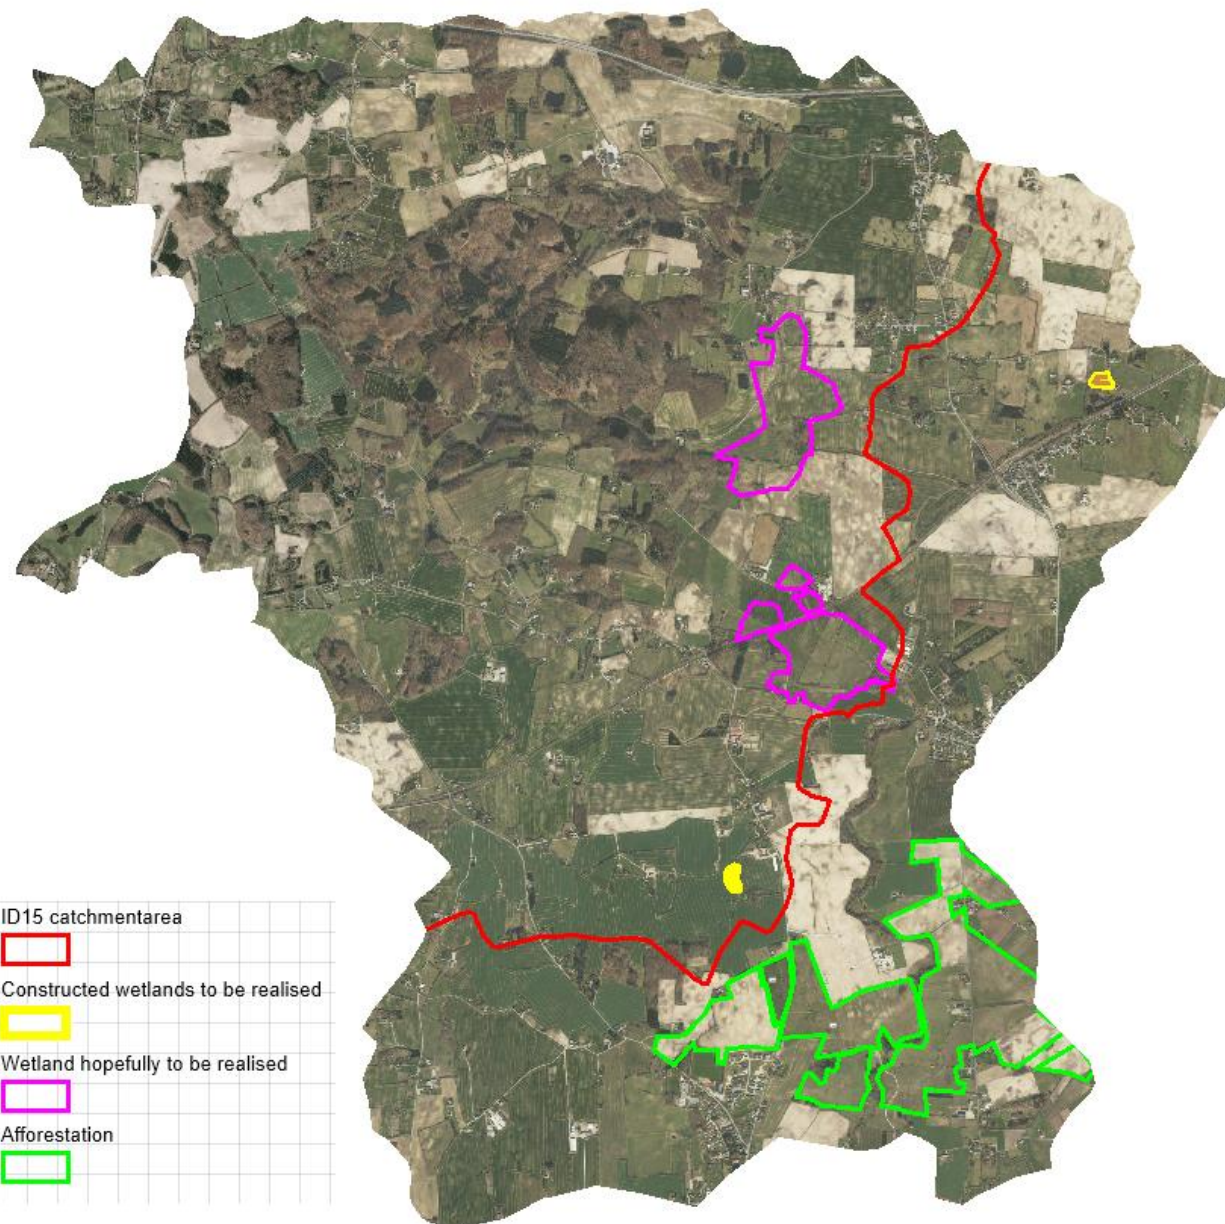 ID15 catchmentarea
Constructed wetlands to be realised
Wetland hopefully to be realised
Afforestation